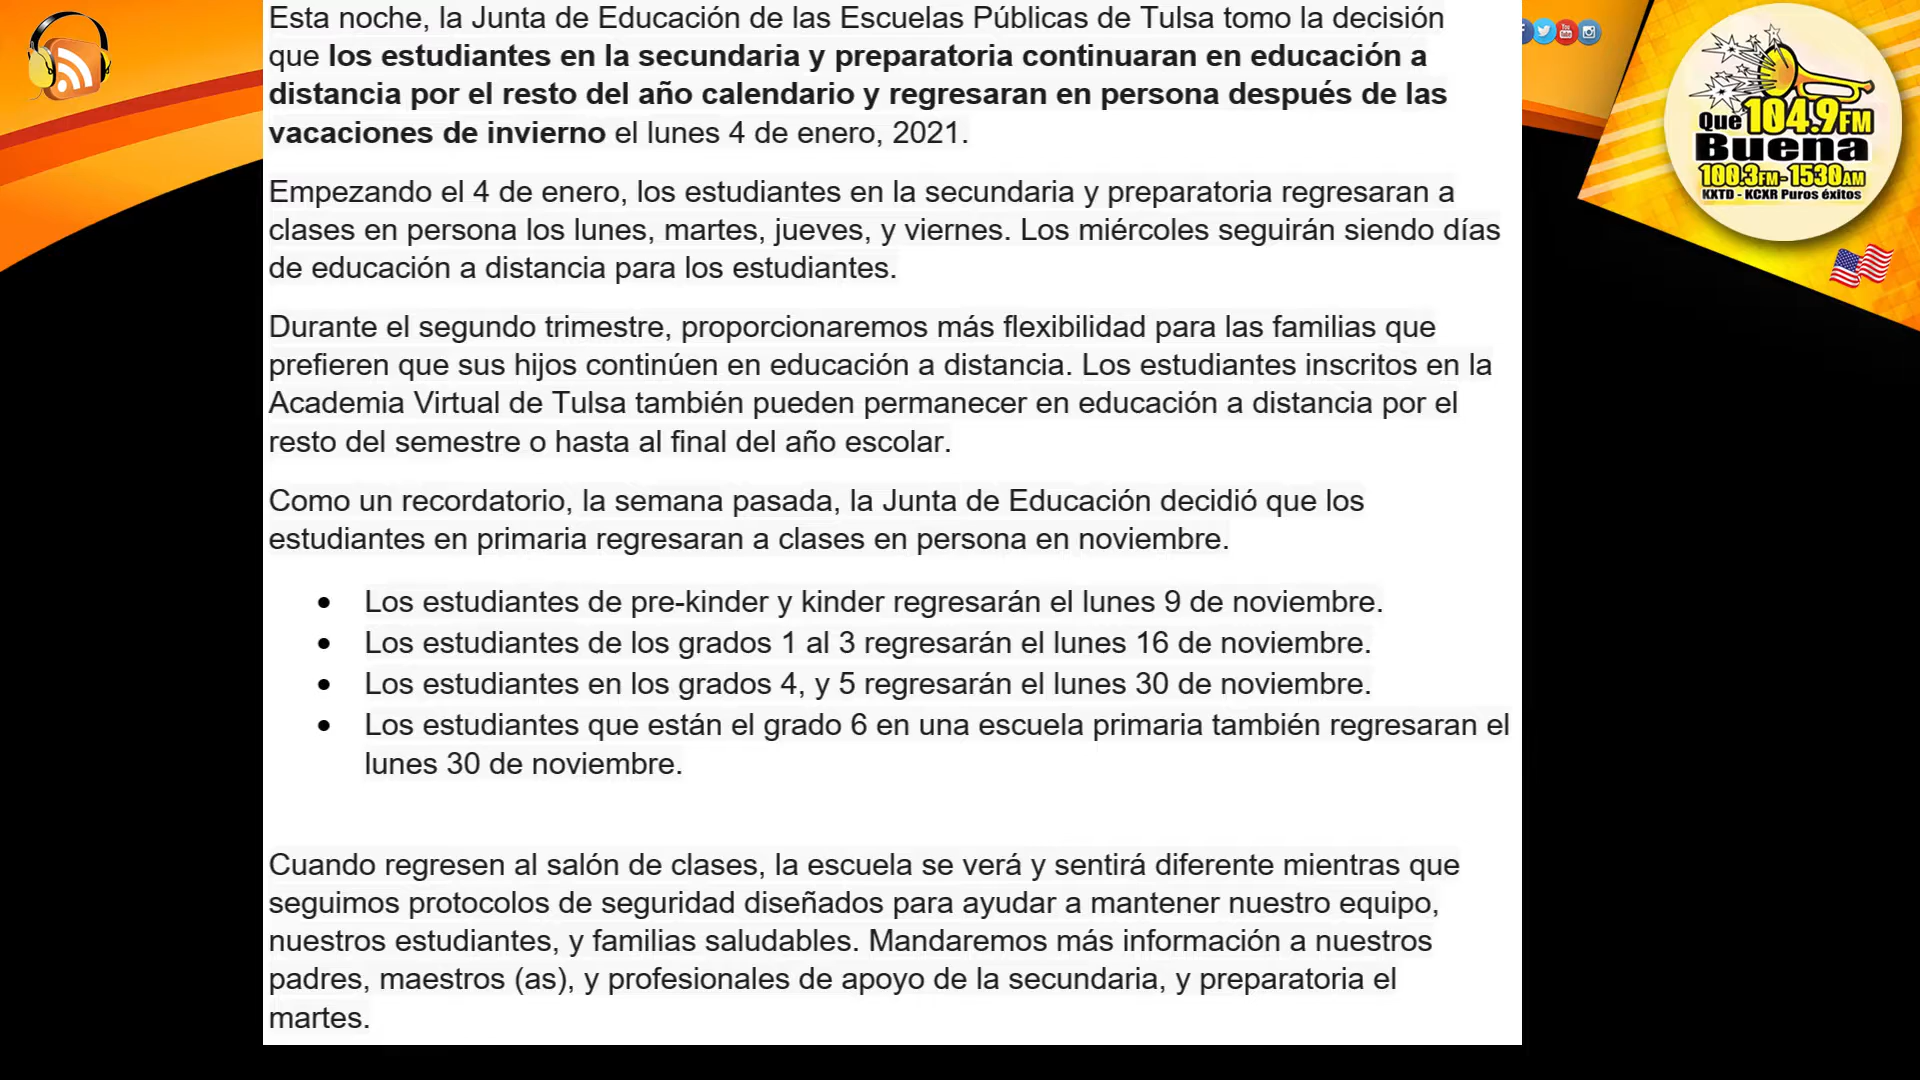 Esta noche, la Junta de Educación de las Escuelas Públicas de Tulsa tomo la decisión
que los estudiantes en la secundaria y preparatoria continuaran en educación a
distancia por el resto del año calendario y regresaran en persona después de las
vacaciones de invierno el lunes 4 de enero, 2021.
Empezando el 4 de enero, los estudiantes en la secundaria y preparatoria regresaran a
clases en persona los lunes, martes, jueves, y viernes. Los miércoles seguirán siendo días
de educación a distancia para los estudiantes.
Durante el segundo trimestre, proporcionaremos más flexibilidad para las familias que
prefieren que sus hijos continúen en educación a distancia. Los estudiantes inscritos en la
Academia Virtual de Tulsa también pueden permanecer en educación a distancia por el
resto del semestre o hasta al final del año escolar.
Como un recordatorio, la semana pasada, la Junta de Educación decidió que los
estudiantes en primaria regresaran a clases en persona en noviembre.
• Los estudiantes de pre-kinder y kinder regresarán el lunes 9 de noviembre.
• Los estudiantes de los grados 1 al 3 regresarán el lunes 16 de noviembre.
• Los estudiantes en los grados 4, y 5 regresarán el lunes 30 de noviembre.
• Los estudiantes que están el grado 6 en una escuela primaria también regresaran el
lunes 30 de noviembre.
Cuando regresen al salón de clases, la escuela se verá y sentirá diferente mientras que
seguimos protocolos de seguridad diseñados para ayudar a mantener nuestro equipo,
nuestros estudiantes, y familias saludables. Mandaremos más información a nuestros
padres, maestros (as), y profesionales de apoyo de la secundaria, y preparatoria el
martes.
Que 104.9FM
Buena
100.3FM-1530AM
KXTD - KCXR Puros éxitos